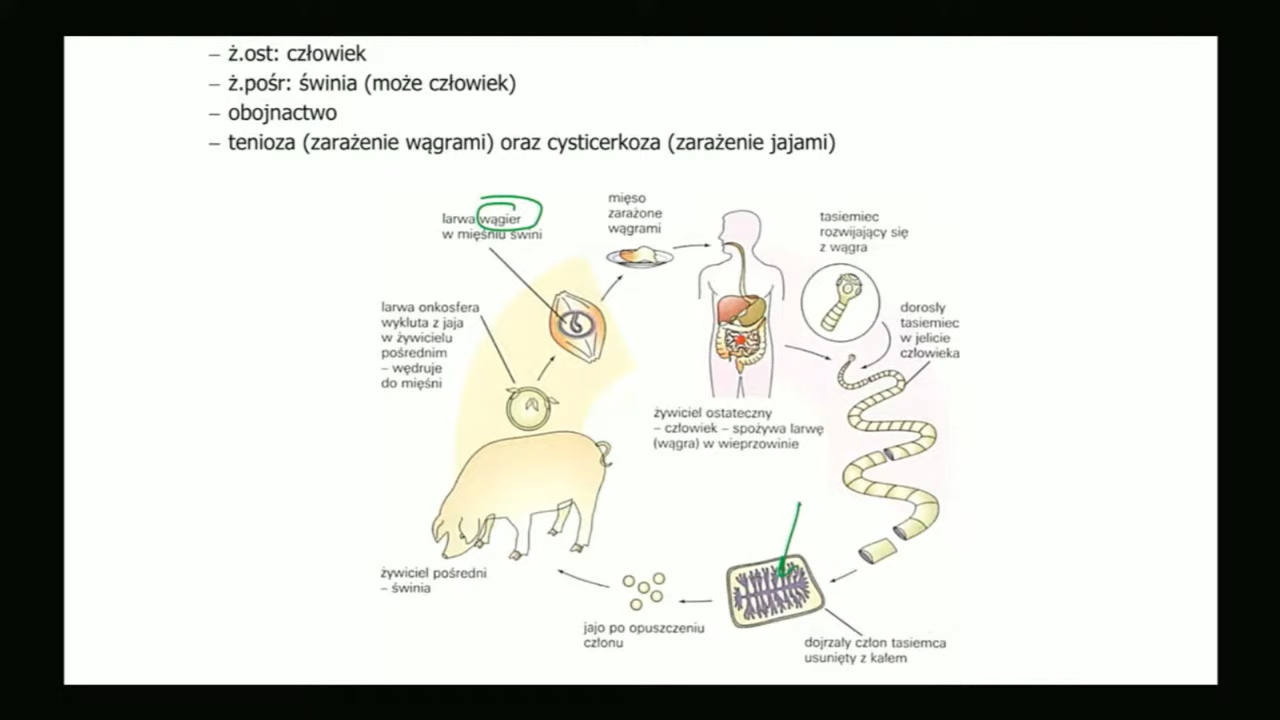 – ż.ost: człowiek
– ż.pośr: świnia (może człowiek)
– obojnactwo
– tenioza (zarażenie wągrami) oraz cysticerkoza (zarażenie jajami)
larwa wągier
w mięśniu świni
mięso
zarażone
wągrami
tasiemiec
rozwijający się
z wągra
larwa onkosfera
wykluta z jaja
w żywicielu
pośrednim
– wędruje
do mięśni
dorosły
tasiemiec
w jelicie
człowieka
żywiciel ostateczny
– człowiek – spożywa larwę
(wągra) w wieprzowinie
żywiciel pośredni
– świnia
jajo po opuszczeniu
członu
dojrzały człon tasiemca
usunięty z kałem